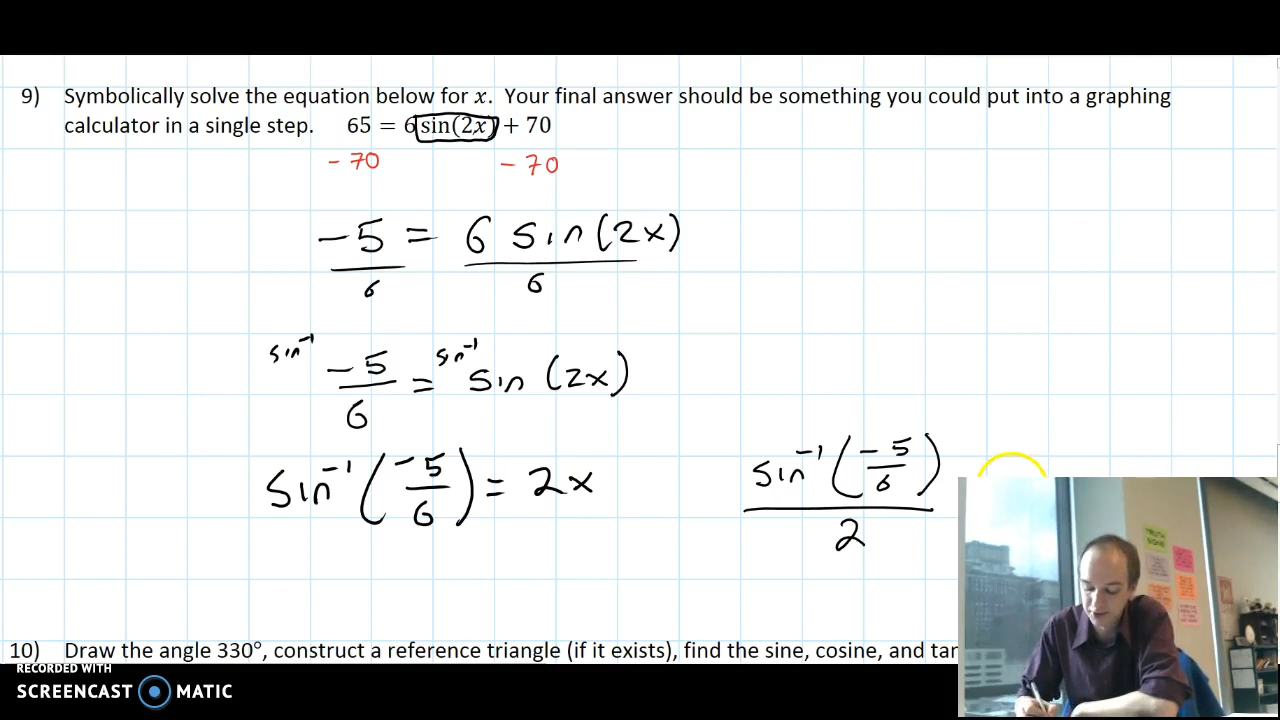 9) Symbolically solve the equation below for x. Your final answer should be something you could put into a graphing
calculator in a single step. 65 = 6 sin(2x) + 70
- 70 - 70
-5 = 6 sin(2x)
6 6
sin⁻¹ sin⁻¹
-5/6 = sin (2x)
sin⁻¹(-5/6) = 2x
sin⁻¹(-5/6)
2
10) Draw the angle 330°, construct a reference triangle (if it exists), find the sine, cosine, and tan
RECORDED WITH
SCREENCAST MATIC